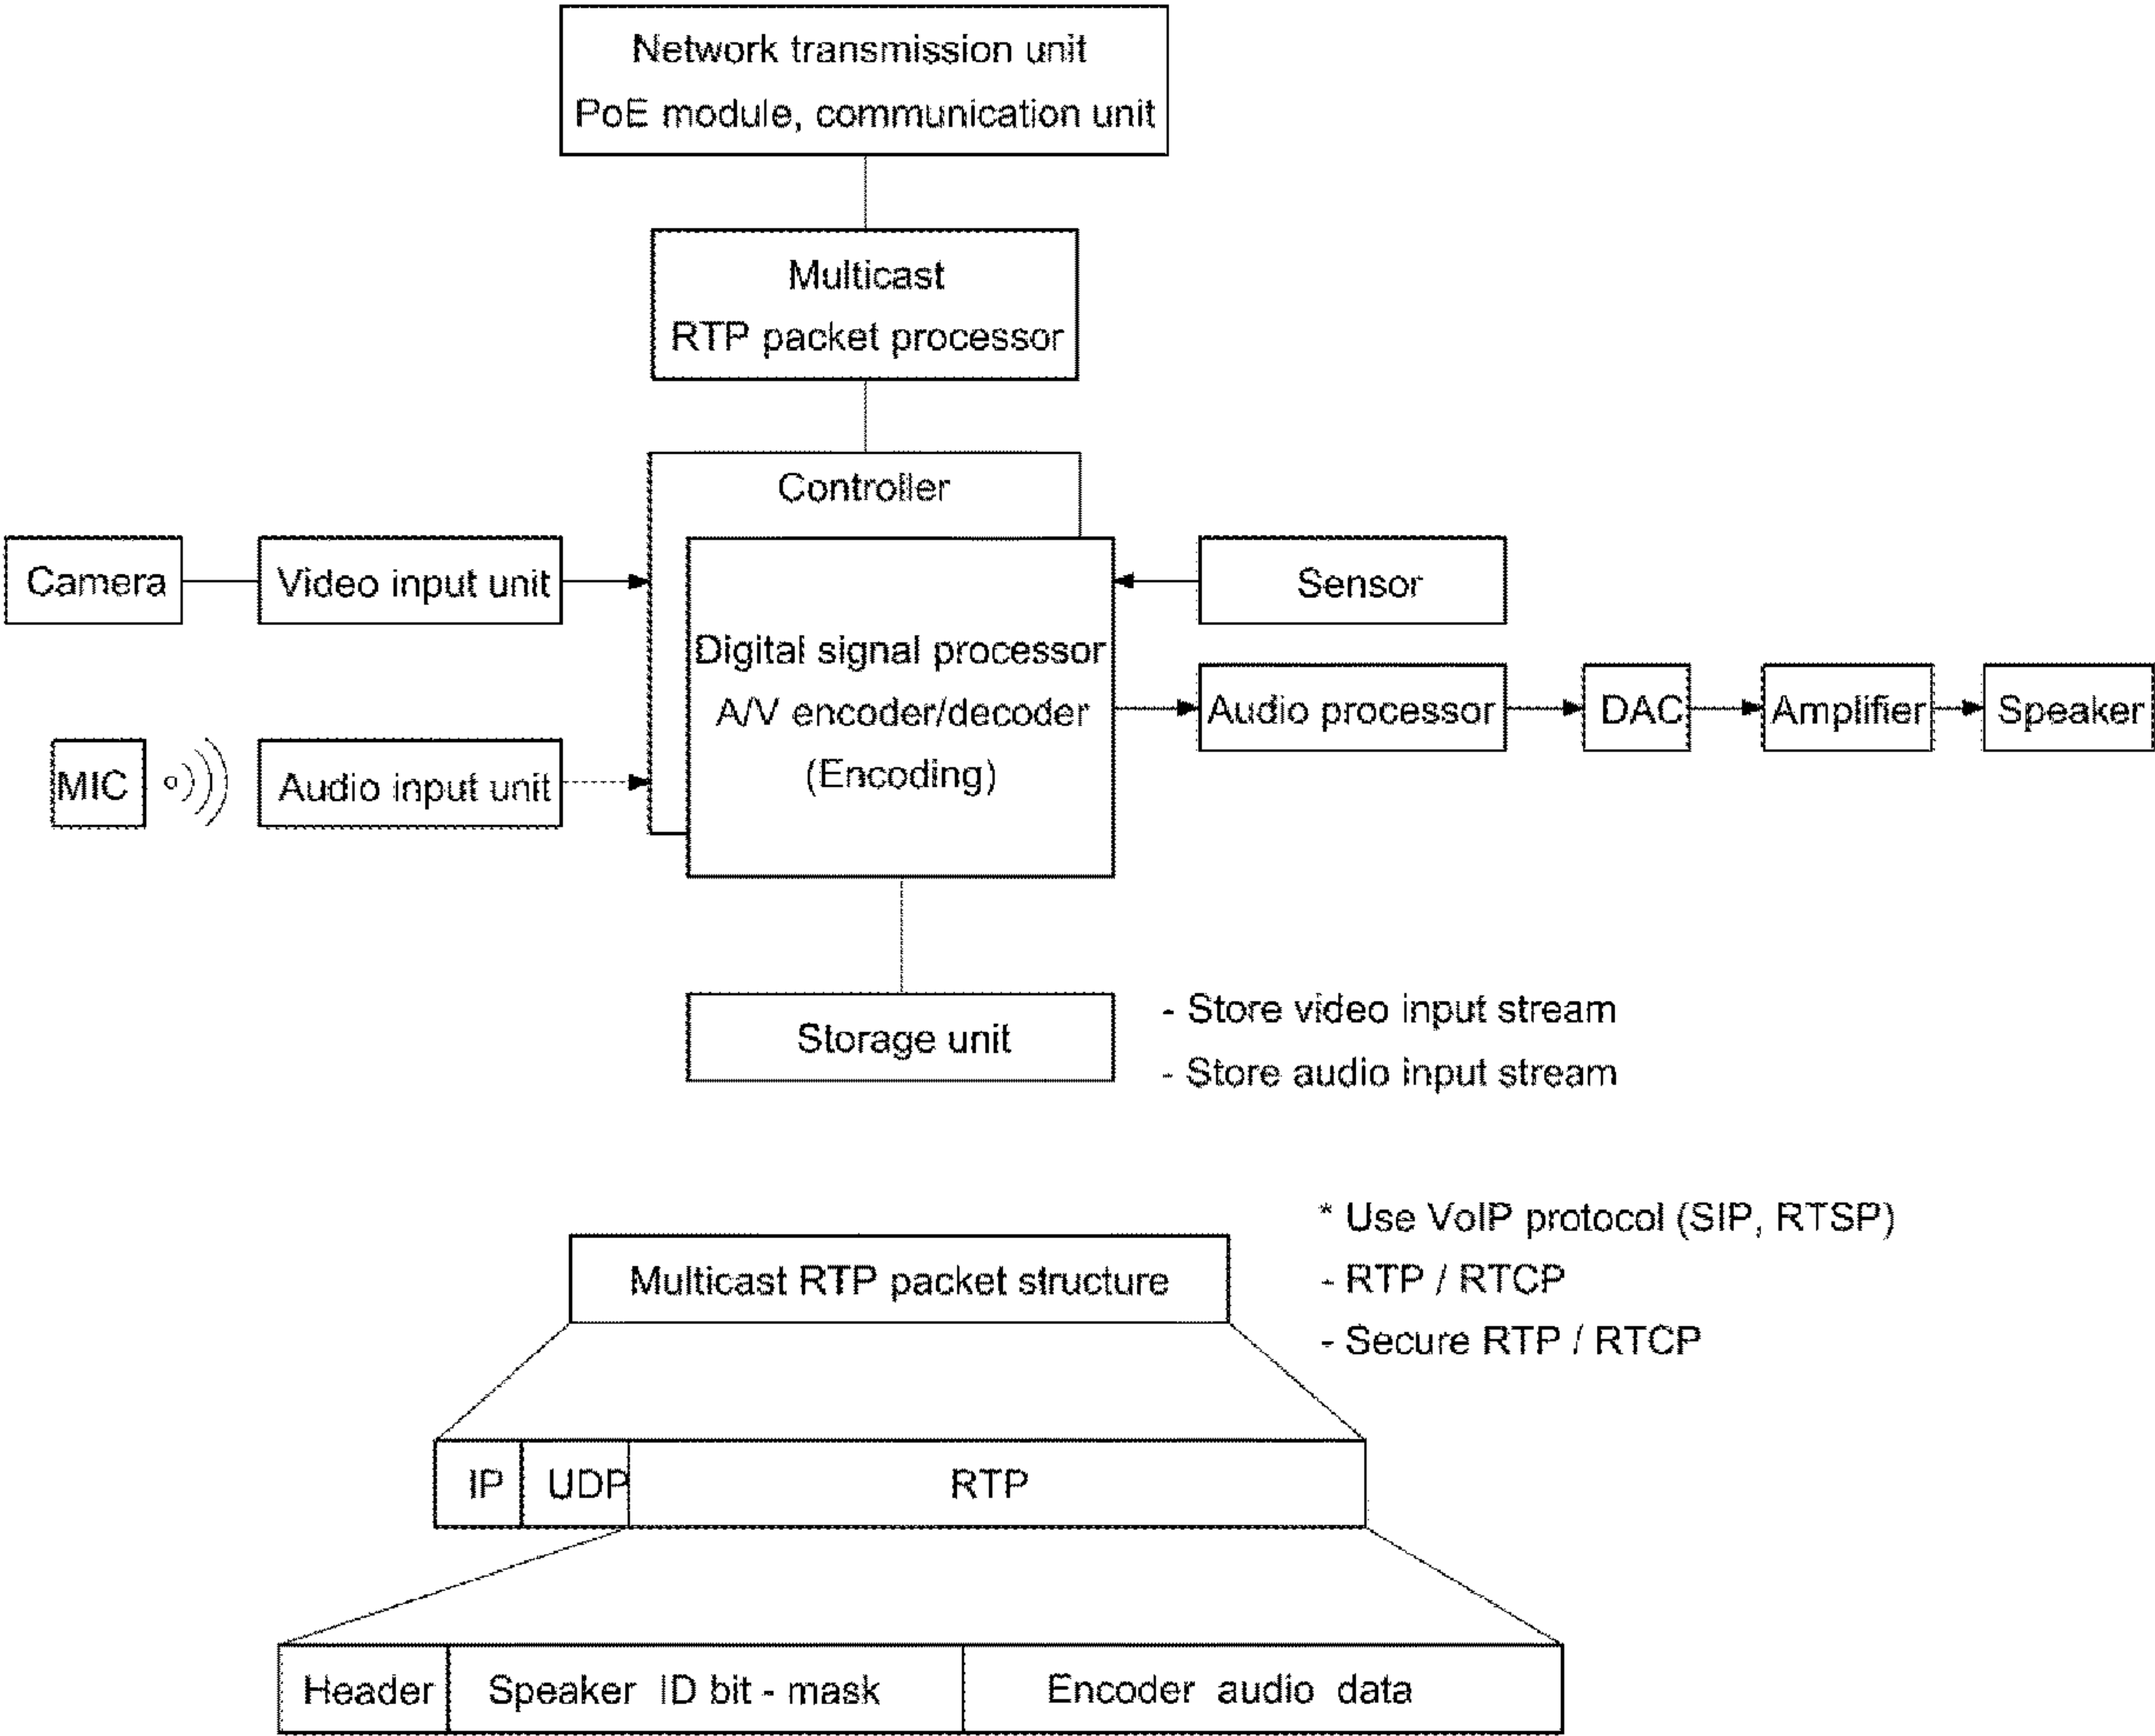 Network transmission unit
PoE module, communication unit
Multicast
RTP packet processor
Controller
Camera
Video input unit
Sensor
Digital signal processor
A/V encoder/decoder
(Encoding)
Audio processor
DAC
Amplifier
Speaker
MIC
Audio input unit
Storage unit
- Store video input stream
- Store audio input stream
* Use VoIP protocol (SIP, RTSP)
- RTP / RTCP
- Secure RTP / RTCP
Multicast RTP packet structure
IP
UDP
RTP
Header
Speaker ID bit - mask
Encoder audio data